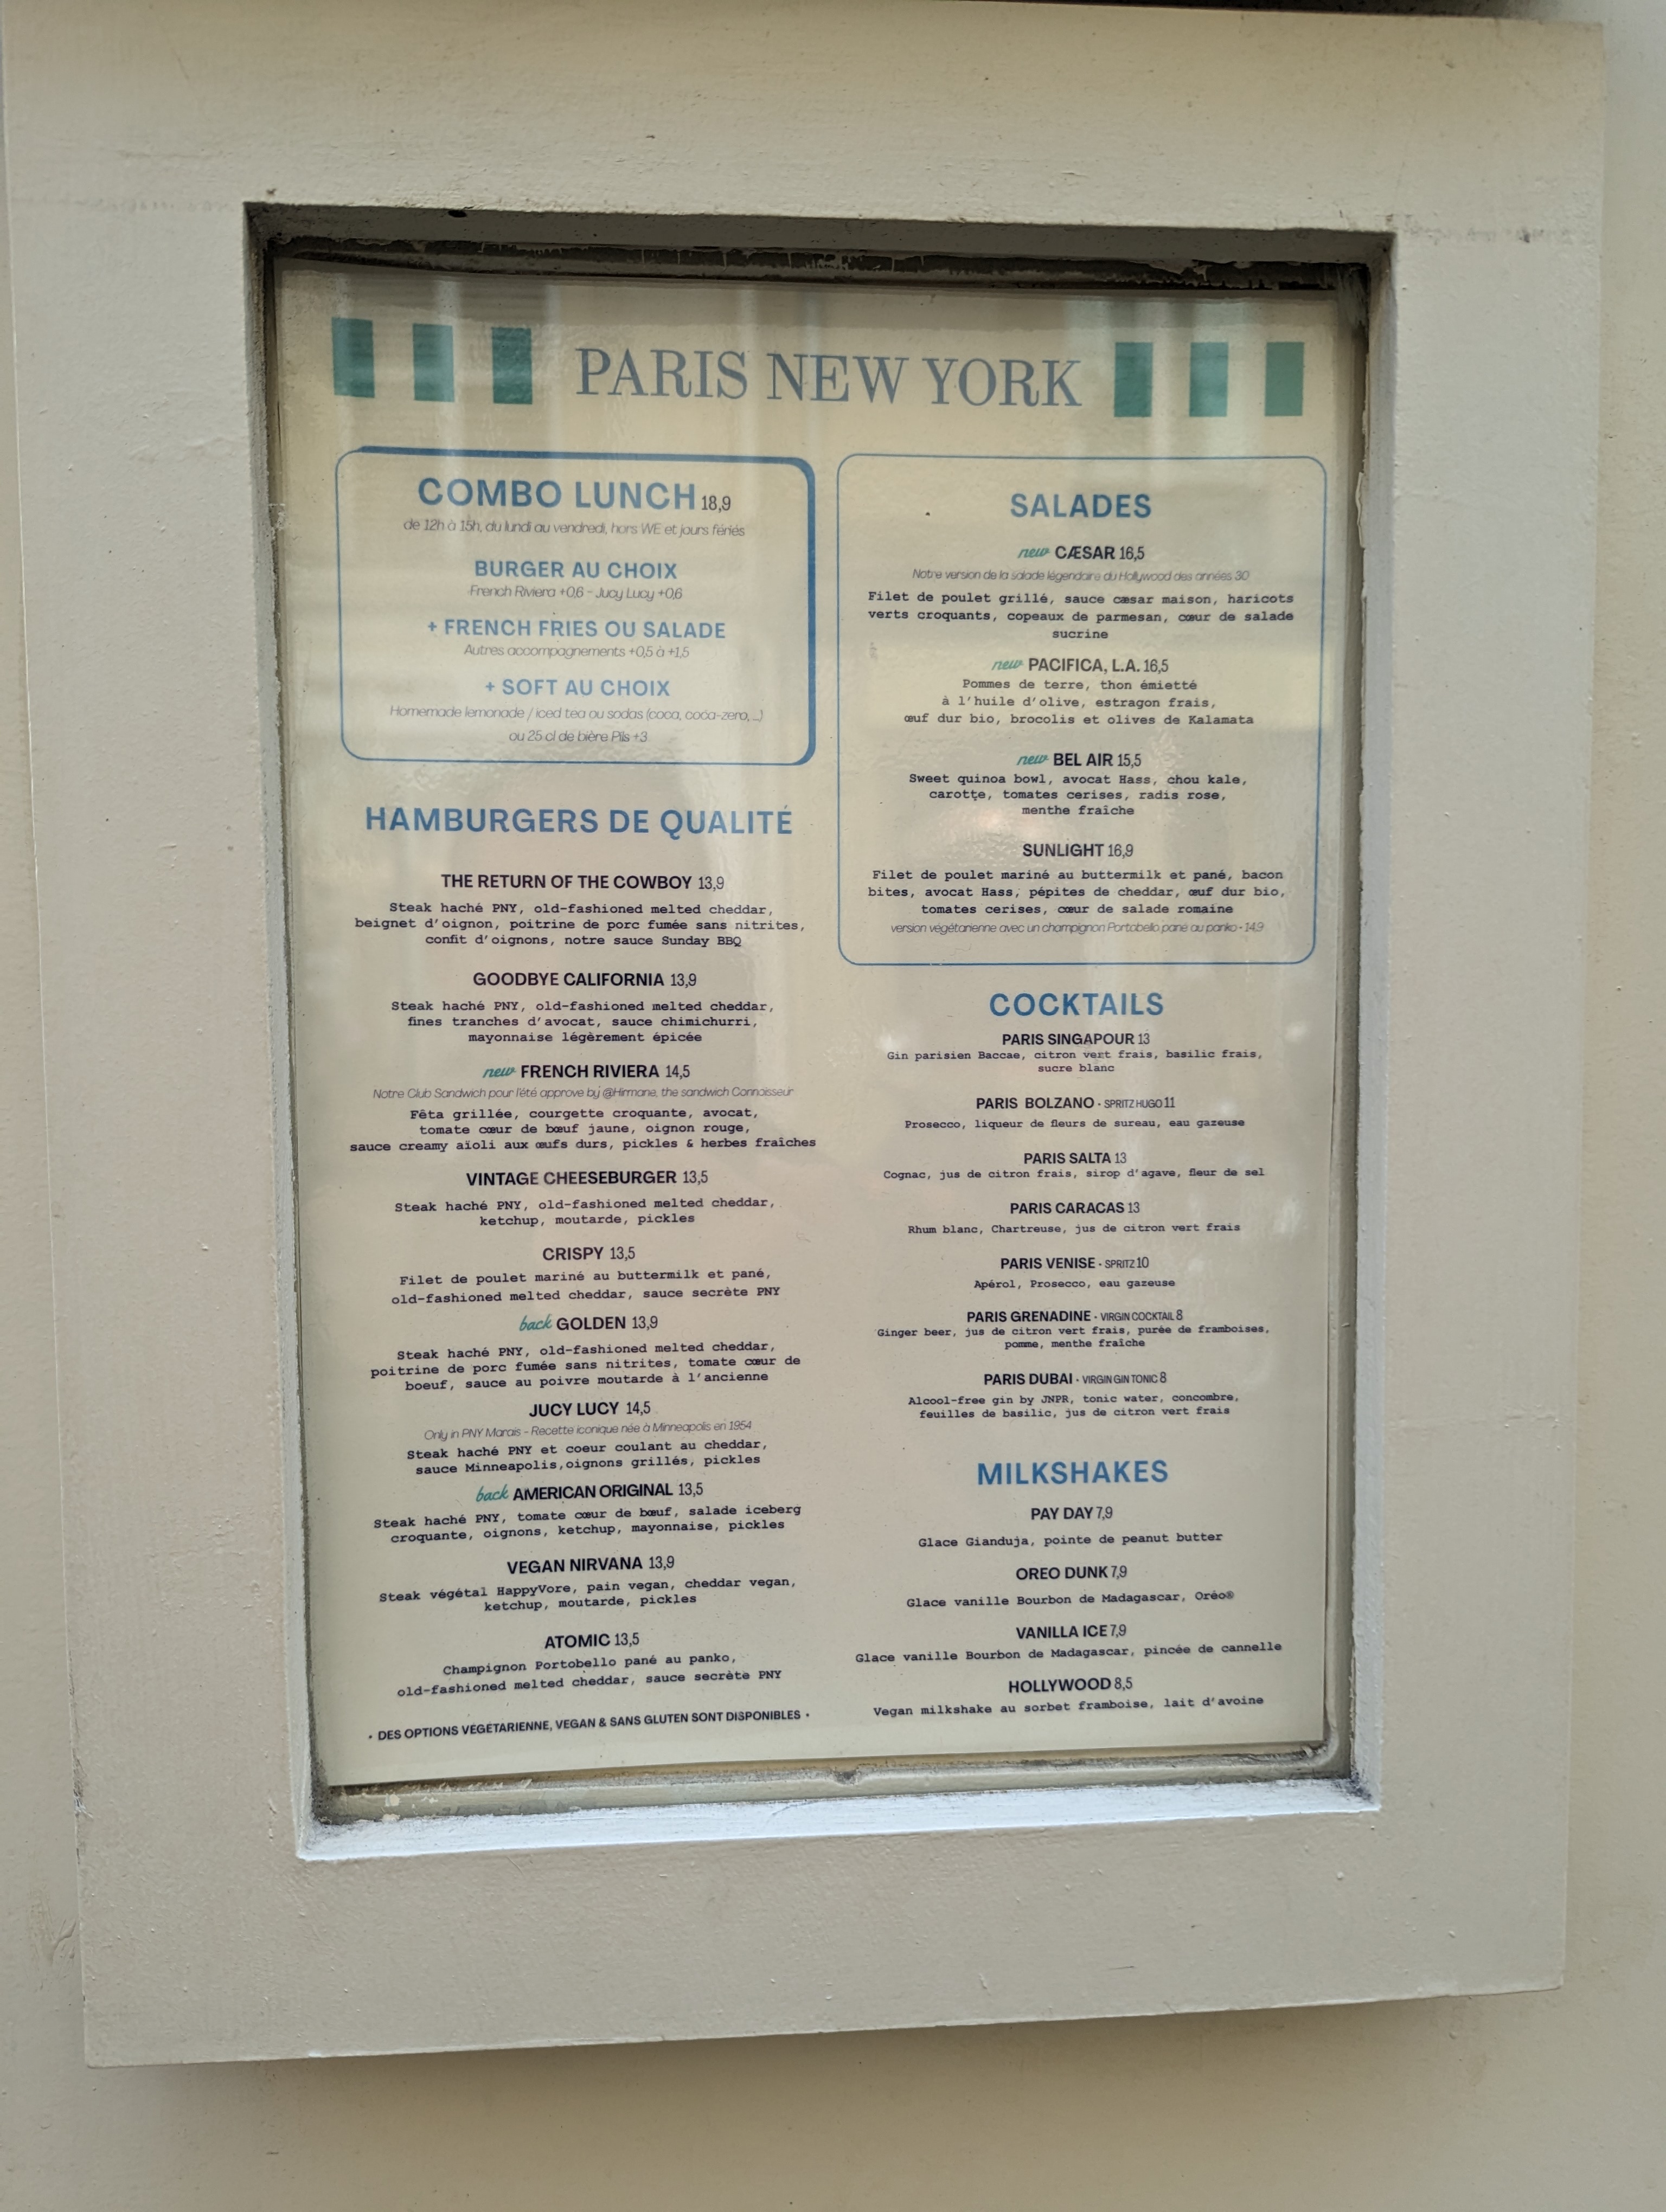 PARIS NEW YORK
COMBO LUNCH 18,9
de 12h à 15h, du lundi au vendredi, hors WE et jours fériés
BURGER AU CHOIX
French Riviera +0,6 - Jucy Lucy +0,6
+ FRENCH FRIES OU SALADE
Autres accompagnements +0,5 à +1,5
+ SOFT AU CHOIX
Homemade lemonade / iced tea ou sodas (coca, coca-zero, ...)
ou 25 cl de bière Pils +3
HAMBURGERS DE QUALITÉ
THE RETURN OF THE COWBOY 13,9
Steak haché PNY, old-fashioned melted cheddar,
beignet d'oignon, poitrine de porc fumée sans nitrites,
confit d'oignons, notre sauce Sunday BBQ
GOODBYE CALIFORNIA 13,9
Steak haché PNY, old-fashioned melted cheddar,
fines tranches d'avocat, sauce chimichurri,
mayonnaise légèrement épicée
new FRENCH RIVIERA 14,5
Notre Club Sandwich pour l'été approve by @Hirmane, the sandwich Connoisseur
Fêta grillée, courgette croquante, avocat,
tomate cœur de bœuf jaune, oignon rouge,
sauce creamy aïoli aux œufs durs, pickles & herbes fraîches
VINTAGE CHEESEBURGER 13,5
Steak haché PNY, old-fashioned melted cheddar,
ketchup, moutarde, pickles
CRISPY 13,5
Filet de poulet mariné au buttermilk et pané,
old-fashioned melted cheddar, sauce secrète PNY
back GOLDEN 13,9
Steak haché PNY, old-fashioned melted cheddar,
poitrine de porc fumée sans nitrites, tomate cœur de
boeuf, sauce au poivre moutarde à l'ancienne
JUCY LUCY 14,5
Only in PNY Marais - Recette iconique née à Minneapolis en 1954
Steak haché PNY et coeur coulant au cheddar,
sauce Minneapolis,oignons grillés, pickles
back AMERICAN ORIGINAL 13,5
Steak haché PNY, tomate cœur de bœuf, salade iceberg
croquante, oignons, ketchup, mayonnaise, pickles
VEGAN NIRVANA 13,9
Steak végétal HappyVore, pain vegan, cheddar vegan,
ketchup, moutarde, pickles
ATOMIC 13,5
Champignon Portobello pané au panko,
old-fashioned melted cheddar, sauce secrète PNY
• DES OPTIONS VÉGÉTARIENNE, VEGAN & SANS GLUTEN SONT DISPONIBLES •
SALADES
new CÆSAR 16,5
Notre version de la salade légendaire du Hollywood des années 30
Filet de poulet grillé, sauce cæsar maison, haricots
verts croquants, copeaux de parmesan, cœur de salade
sucrine
new PACIFICA, L.A. 16,5
Pommes de terre, thon émietté
à l'huile d'olive, estragon frais,
œuf dur bio, brocolis et olives de Kalamata
new BEL AIR 15,5
Sweet quinoa bowl, avocat Hass, chou kale,
carotte, tomates cerises, radis rose,
menthe fraîche
SUNLIGHT 16,9
Filet de poulet mariné au buttermilk et pané, bacon
bites, avocat Hass, pépites de cheddar, œuf dur bio,
tomates cerises, cœur de salade romaine
version végétarienne avec un champignon Portobello pané au panko - 14,9
COCKTAILS
PARIS SINGAPOUR 13
Gin parisien Baccae, citron vert frais, basilic frais,
sucre blanc
PARIS BOLZANO - SPRITZ HUGO 11
Prosecco, liqueur de fleurs de sureau, eau gazeuse
PARIS SALTA 13
Cognac, jus de citron frais, sirop d'agave, fleur de sel
PARIS CARACAS 13
Rhum blanc, Chartreuse, jus de citron vert frais
PARIS VENISE - SPRITZ 10
Apérol, Prosecco, eau gazeuse
PARIS GRENADINE - VIRGIN COCKTAIL 8
Ginger beer, jus de citron vert frais, purée de framboises,
pomme, menthe fraîche
PARIS DUBAI - VIRGIN GIN TONIC 8
Alcool-free gin by JNPR, tonic water, concombre,
feuilles de basilic, jus de citron vert frais
MILKSHAKES
PAY DAY 7,9
Glace Gianduja, pointe de peanut butter
OREO DUNK 7,9
Glace vanille Bourbon de Madagascar, Oréo®
VANILLA ICE 7,9
Glace vanille Bourbon de Madagascar, pincée de cannelle
HOLLYWOOD 8,5
Vegan milkshake au sorbet framboise, lait d'avoine